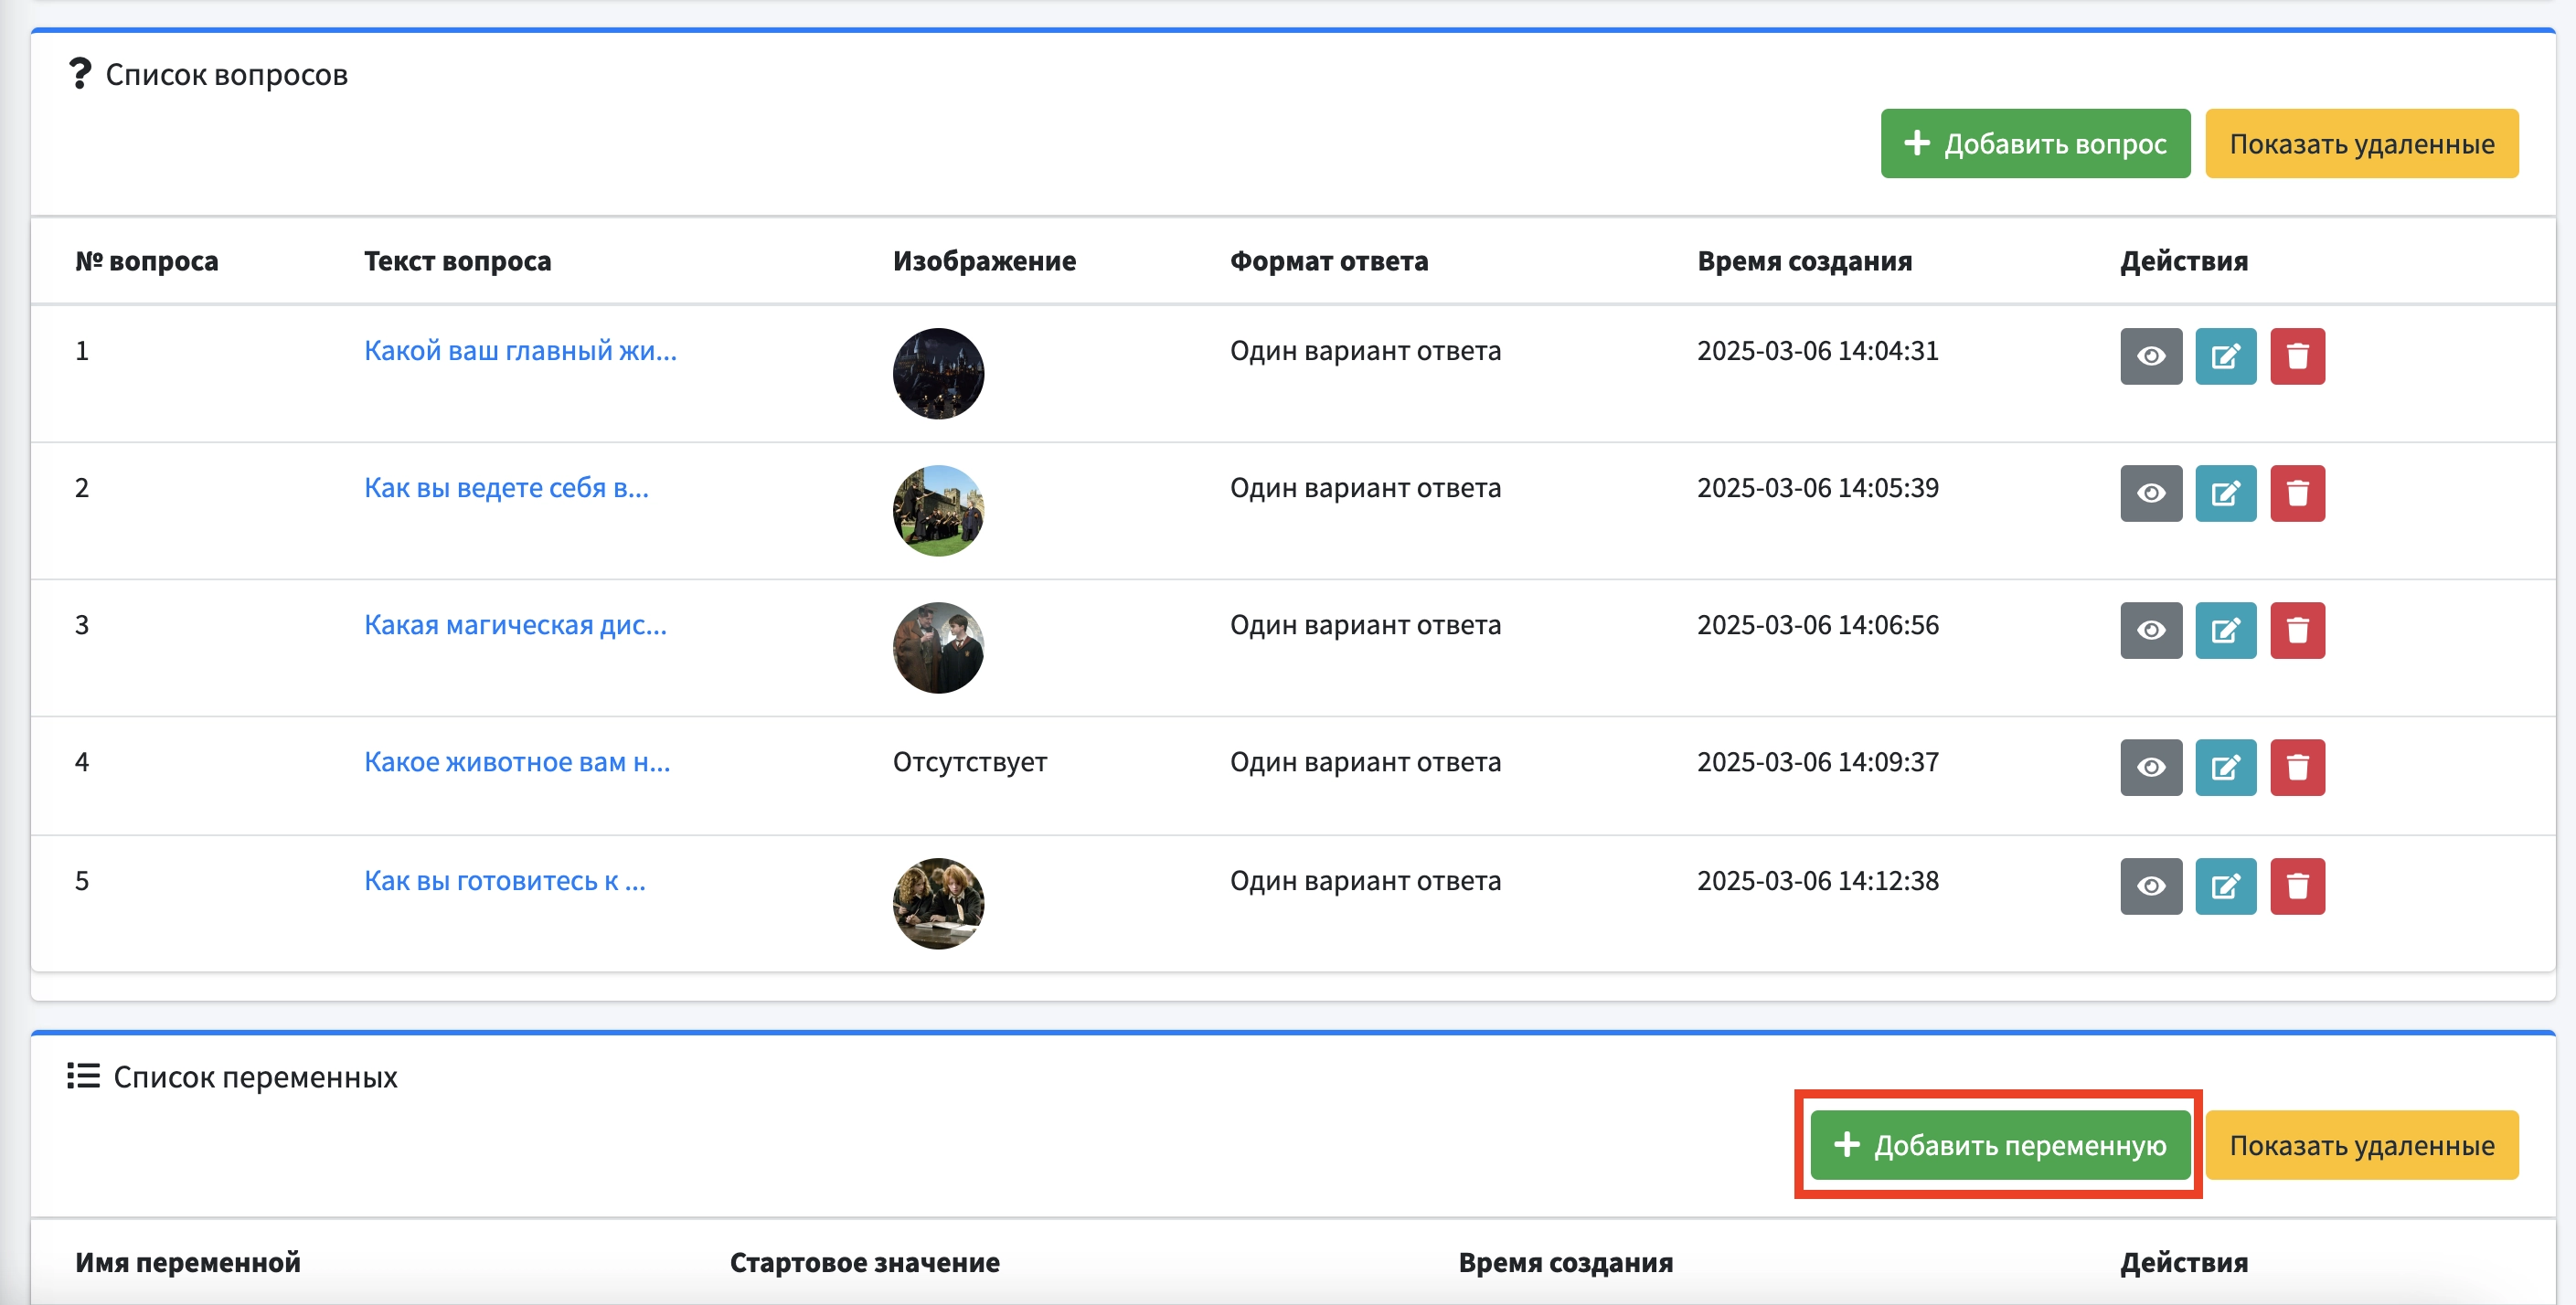 Список вопросов
Добавить вопрос Показать удаленные
№ вопроса Текст вопроса Изображение Формат ответа Время создания Действия
1 Какой ваш главный жи... Один вариант ответа 2025-03-06 14:04:31
2 Как вы ведете себя в... Один вариант ответа 2025-03-06 14:05:39
3 Какая магическая дис... Один вариант ответа 2025-03-06 14:06:56
4 Какое животное вам н... Отсутствует Один вариант ответа 2025-03-06 14:09:37
5 Как вы готовитесь к ... Один вариант ответа 2025-03-06 14:12:38
Список переменных
Добавить переменную Показать удаленные
Имя переменной Стартовое значение Время создания Действия